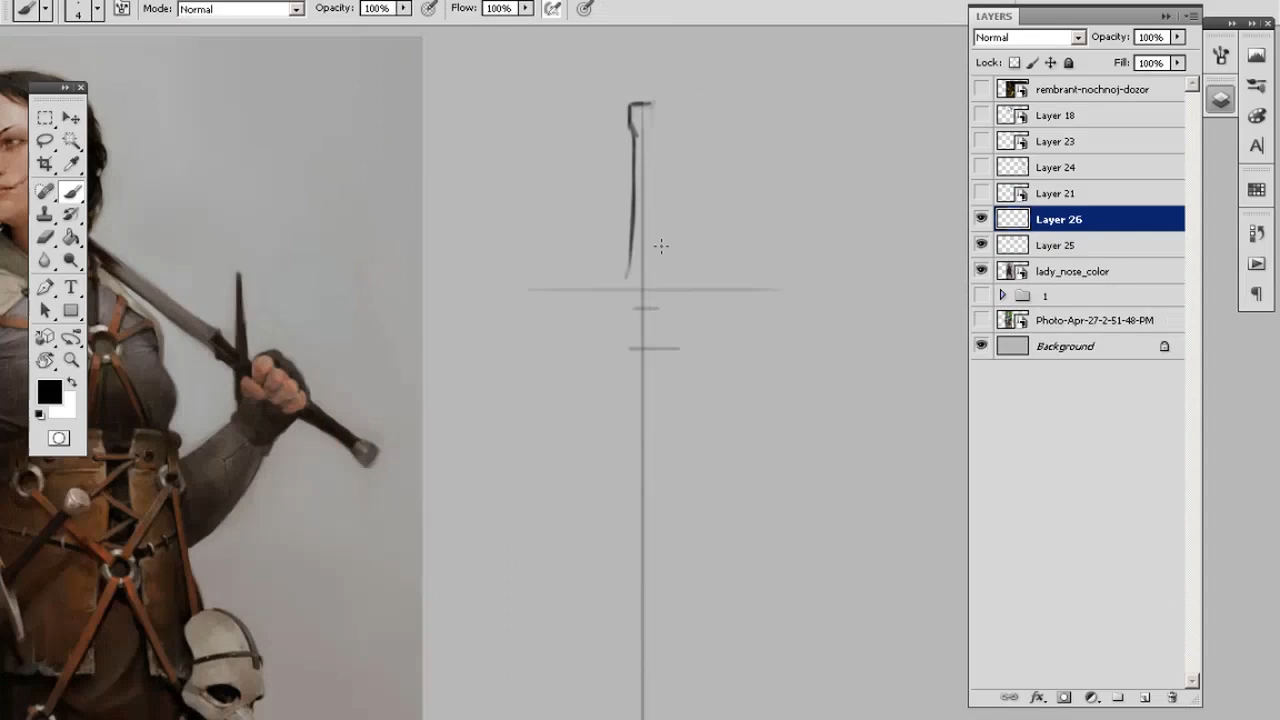 4
Mode:
Normal
Opacity:
100%
Flow:
100%
LAYERS
Normal
Opacity:
100%
Lock:
Fill:
100%
rembrant-nochnoj-dozor
Layer 18
Layer 23
Layer 24
Layer 21
Layer 26
Layer 25
lady_nose_color
1
Photo-Apr-27-2-51-48-PM
Background